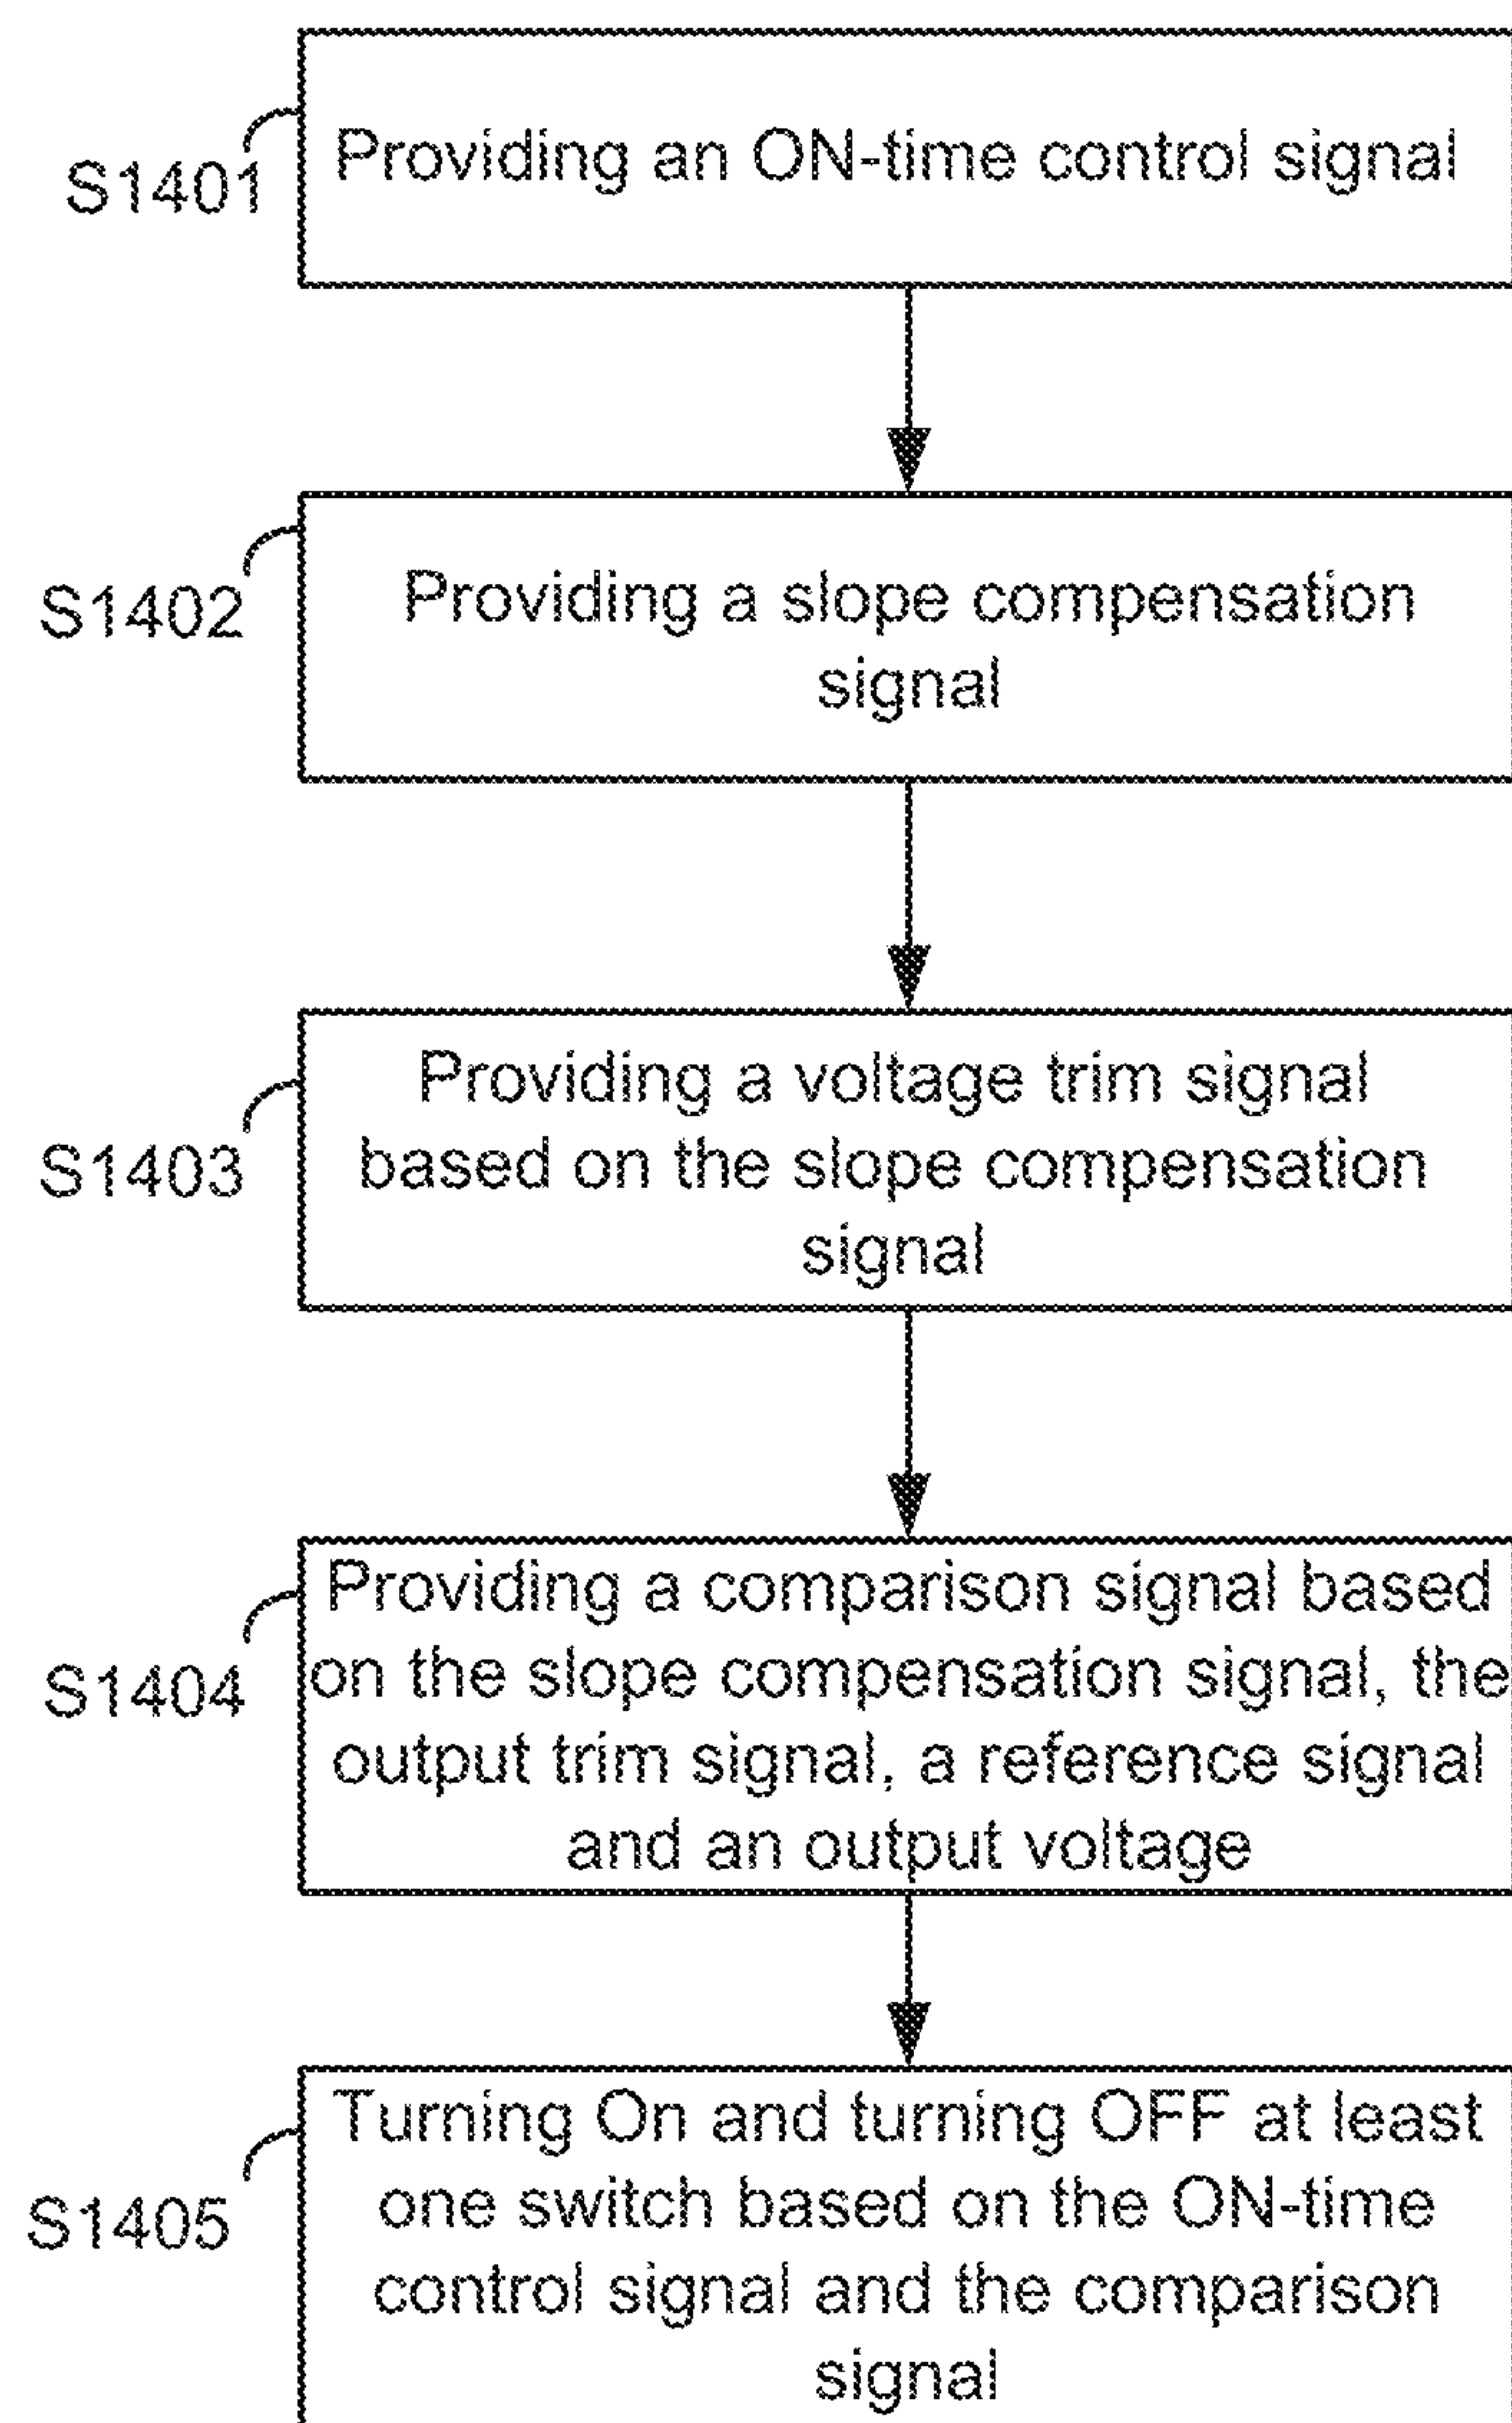 S1401
Providing an ON-time control signal
S1402
Providing a slope compensation
signal
S1403
Providing a voltage trim signal
based on the slope compensation
signal
S1404
Providing a comparison signal based
on the slope compensation signal, the
output trim signal, a reference signal
and an output voltage
S1405
Turning On and turning OFF at least
one switch based on the ON-time
control signal and the comparison
signal